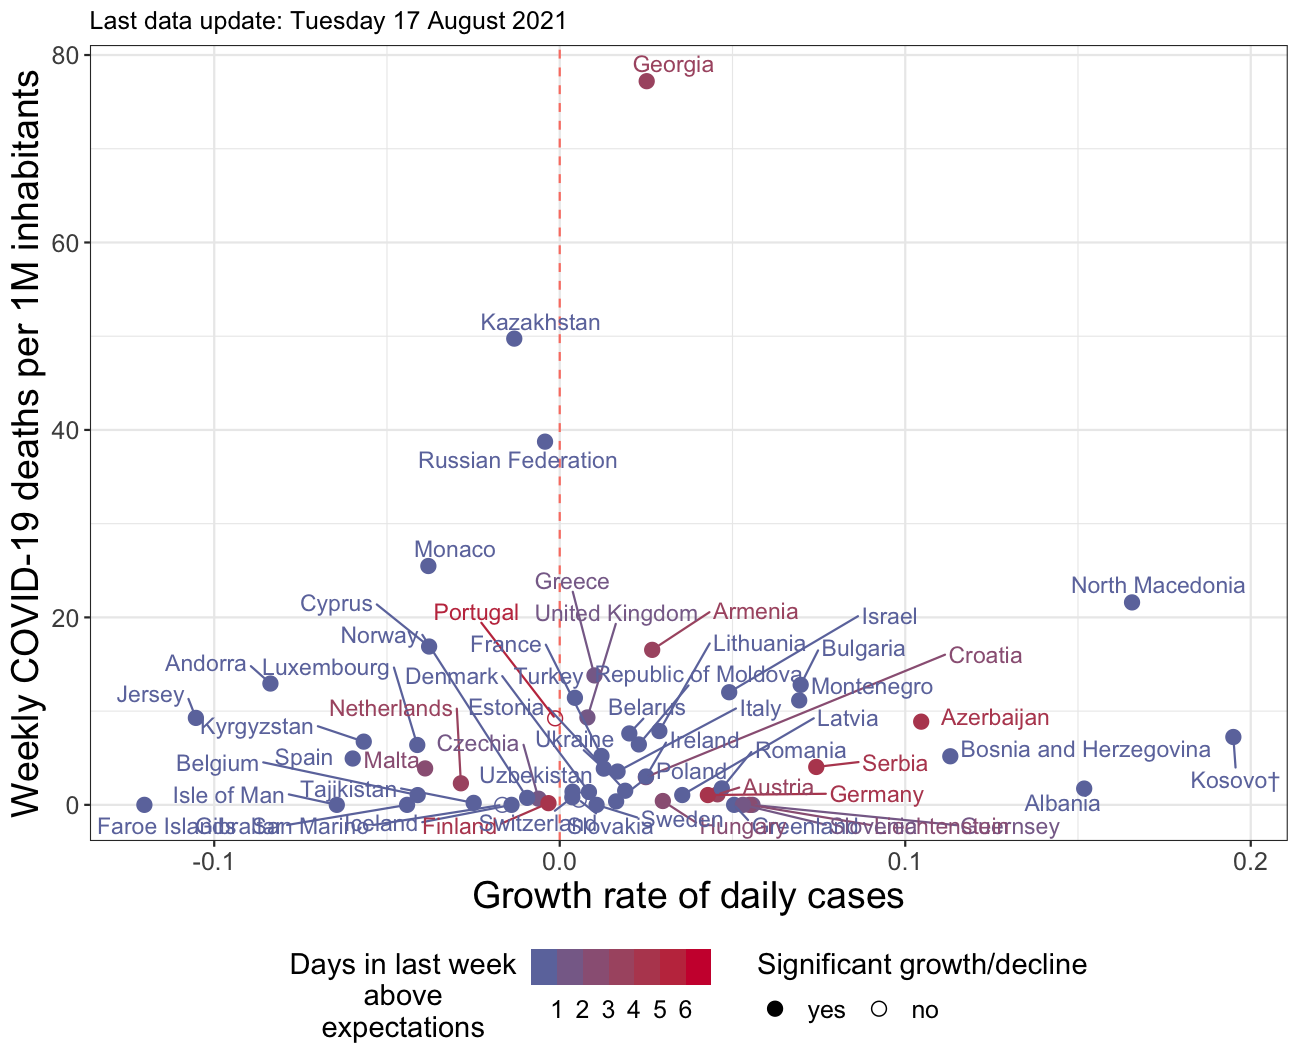 Last data update: Tuesday 17 August 2021
Weekly COVID-19 deaths per 1M inhabitants
80
60
40
20
0
Georgia
Kazakhstan
Russian Federation
Monaco
Greece
North Macedonia
Cyprus
Portugal
United Kingdom
Armenia
Israel
Norway
France
Lithuania
Bulgaria
Croatia
Andorra
Luxembourg
Denmark
Turkey
Republic of Moldova
Montenegro
Jersey
Netherlands
Estonia
Belarus
Italy
Latvia
Azerbaijan
Kyrgyzstan
Czechia
Ukraine
Ireland
Romania
Bosnia and Herzegovina
Spain
Malta
Belgium
Uzbekistan
Poland
Serbia
Kosovo†
Isle of Man
Tajikistan
Austria
Germany
Albania
Faroe Islands
Gibraltar
San Marino
Iceland
Finland
Switzerland
Slovakia
Sweden
Hungary
Greenland
Slovenia
Liechtenstein
Guernsey
-0.1
0.0
0.1
0.2
Growth rate of daily cases
Days in last week
above
expectations
1 2 3 4 5 6
Significant growth/decline
yes
no